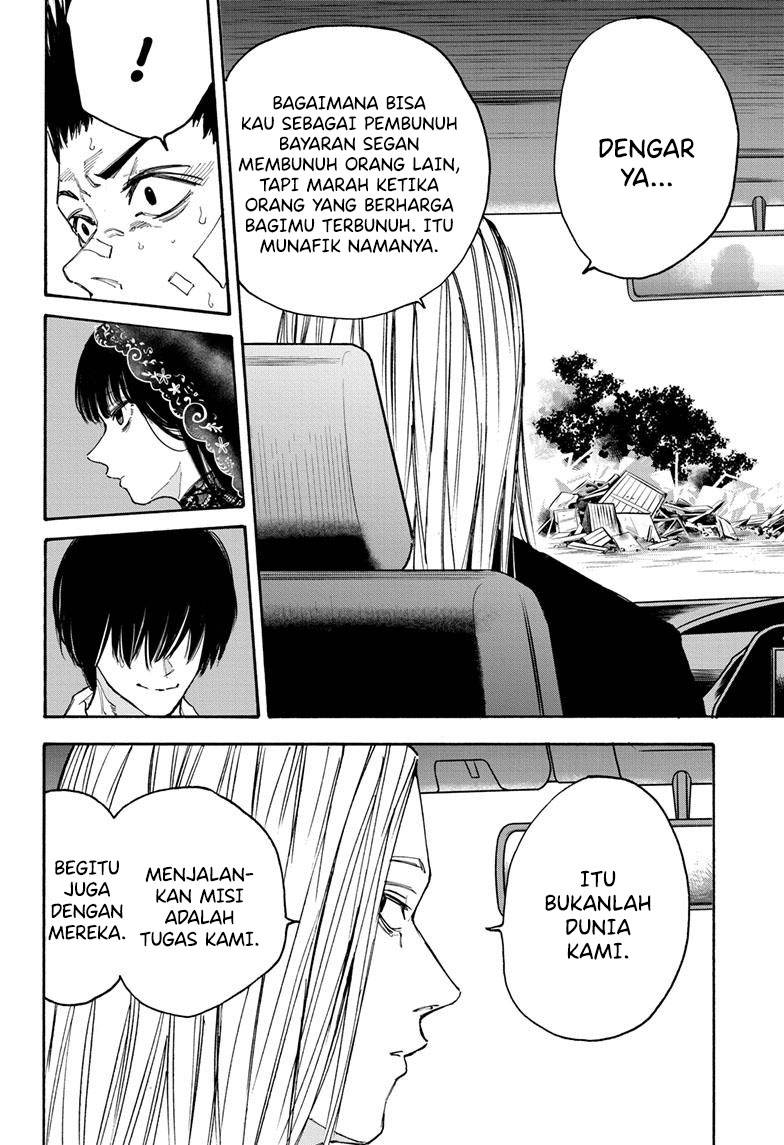 DENGAR
YA...
BAGAIMANA BISA
KAU SEBAGAI PEMBUNUH
BAYARAN SEGAN
MEMBUNUH ORANG LAIN,
TAPI MARAH KETIKA
ORANG YANG BERHARGA
BAGIMU TERBUNUH. ITU
MUNAFIK NAMANYA.
!
ITU
BUKANLAH
DUNIA
KAMI.
MENJALAN-
KAN MISI
ADALAH
TUGAS KAMI.
BEGITU
JUGA
DENGAN
MEREKA.